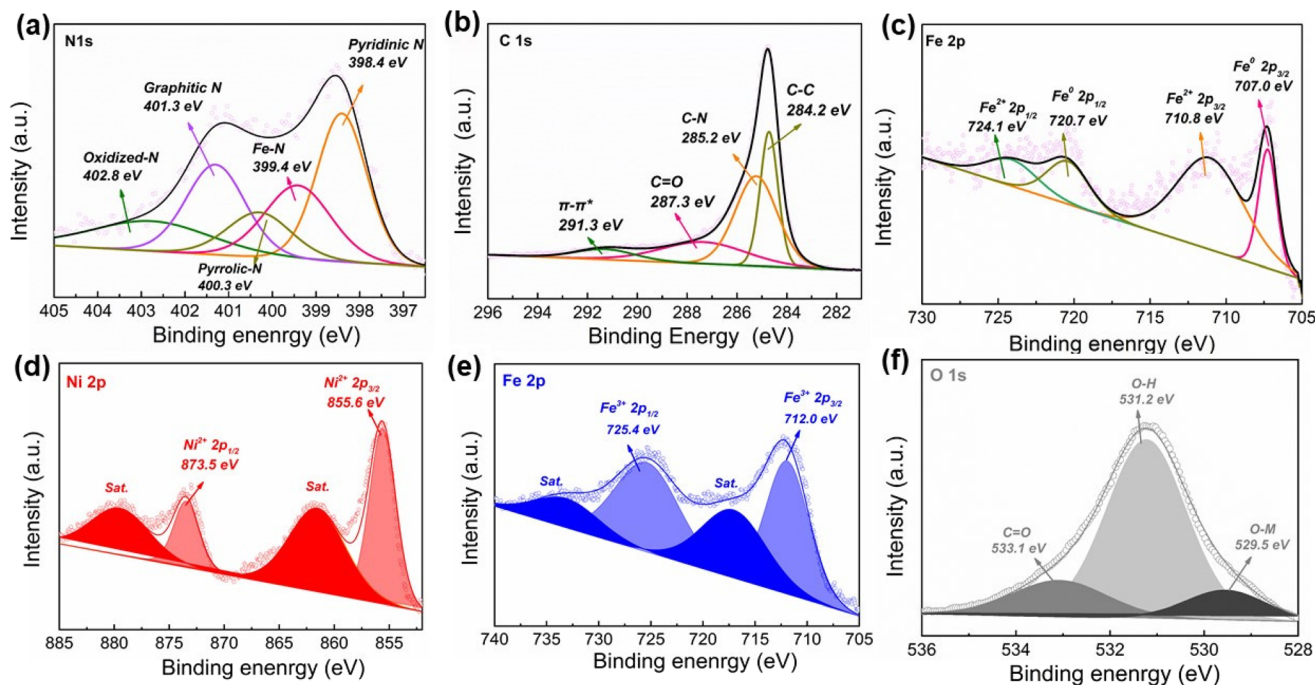 (a)
N1s
Pyridinic N
398.4 eV
Graphitic N
401.3 eV
Fe-N
399.4 eV
Oxidized-N
402.8 eV
Pyrrolic-N
400.3 eV
Intensity (a.u.)
405 404 403 402 401 400 399 398 397
Binding enenrgy (eV)
(b)
C 1s
C-C
284.2 eV
C-N
285.2 eV
C=O
287.3 eV
π-π*
291.3 eV
Intensity (a.u.)
296 294 292 290 288 286 284 282
Binding Energy (eV)
(c)
Fe 2p
Fe⁰ 2p3/2
707.0 eV
Fe²⁺ 2p1/2
724.1 eV
Fe⁰ 2p1/2
720.7 eV
Fe²⁺ 2p3/2
710.8 eV
Intensity (a.u.)
730 725 720 715 710 705
Binding enenrgy (eV)
(d)
Ni 2p
Ni²⁺ 2p3/2
855.6 eV
Ni²⁺ 2p1/2
873.5 eV
Sat.
Sat.
Intensity (a.u.)
885 880 875 870 865 860 855
Binding enenrgy (eV)
(e)
Fe 2p
Fe³⁺ 2p1/2
725.4 eV
Fe³⁺ 2p3/2
712.0 eV
Sat.
Sat.
Intensity (a.u.)
740 735 730 725 720 715 710 705
Binding enenrgy (eV)
(f)
O 1s
O-H
531.2 eV
C=O
533.1 eV
O-M
529.5 eV
Intensity (a.u.)
536 534 532 530 528
Binding enenrgy (eV)